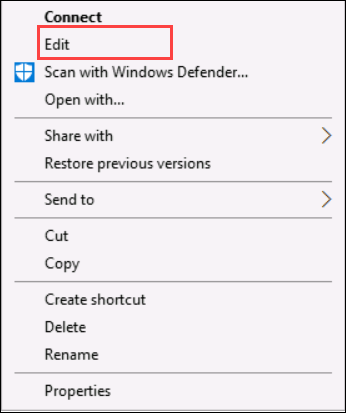 Connect
Edit
Scan with Windows Defender...
Open with...
Share with
Restore previous versions
Send to
Cut
Copy
Create shortcut
Delete
Rename
Properties